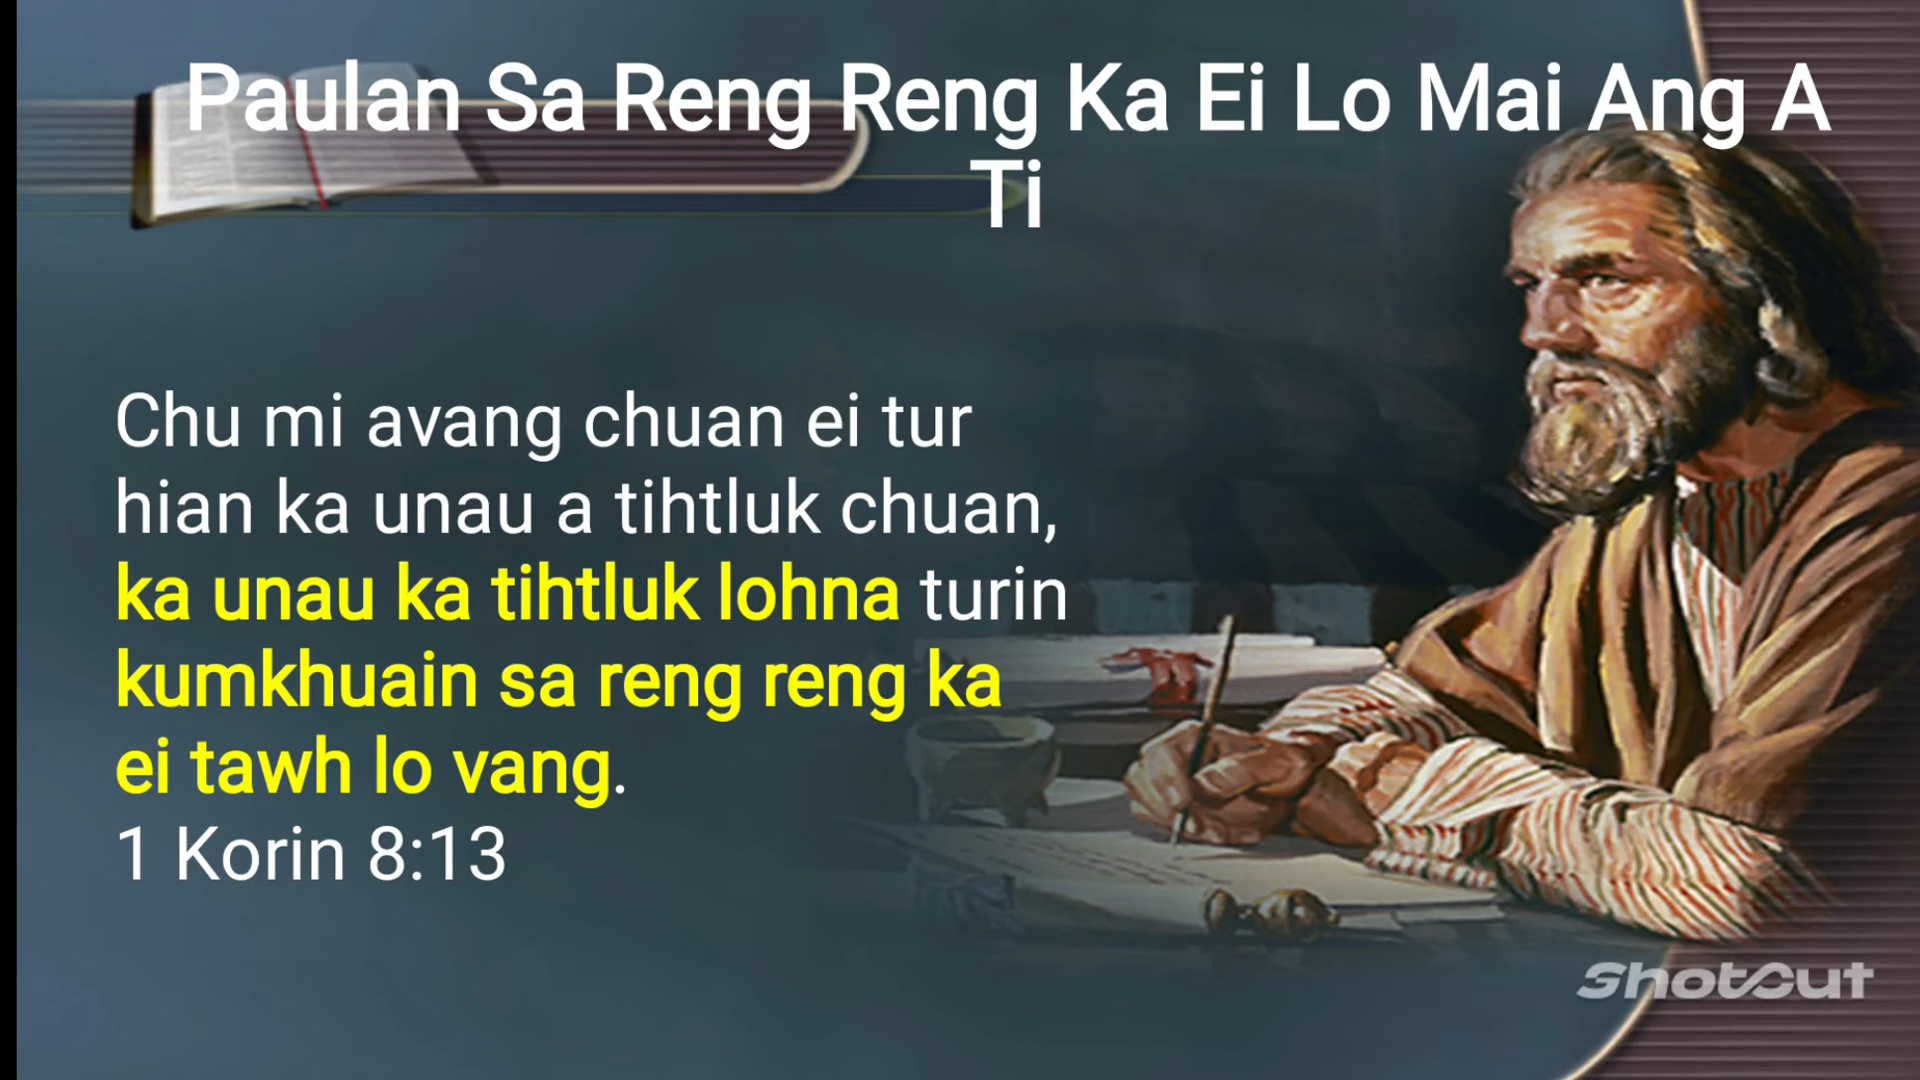 Paulan Sa Reng Reng Ka Ei Lo Mai Ang A
Ti
Chu mi avang chuan ei tur
hian ka unau a tihtluk chuan,
ka unau ka tihtluk lohna turin
kumkhuain sa reng reng ka
ei tawh lo vang.
1 Korin 8:13
ShotCut